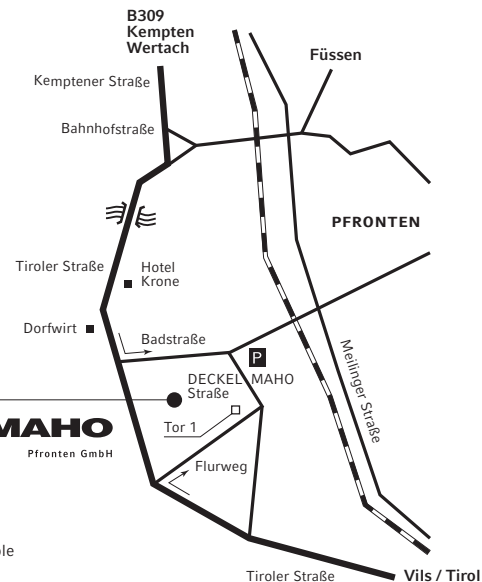 B309
Kempten
Wertach
Füssen
Kemptener Straße
Bahnhofstraße
PFRONTEN
Tiroler Straße
Hotel
Krone
Dorfwirt
Badstraße
P
DECKEL MAHO
Straße
Meilinger Straße
MAHO
Pfronten GmbH
Tor 1
Flurweg
Tiroler Straße
Vils / Tirol